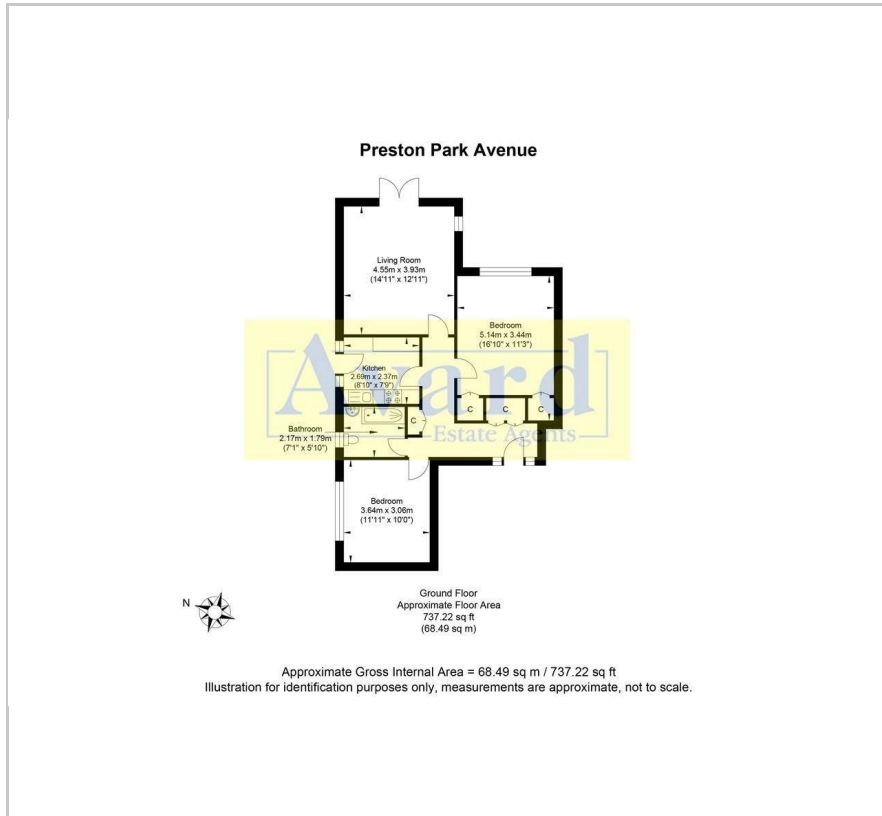 Preston Park Avenue
Living Room
4.55m x 3.93m
(14'11" x 12'11")
Bedroom
5.14m x 3.44m
(16'10" x 11'3")
Kitchen
2.69m x 2.37m
(8'10" x 7'9")
Award
Estate Agents
C
C
C
C
Bathroom
2.17m x 1.79m
(7'1" x 5'10")
Bedroom
3.64m x 3.06m
(11'11" x 10'0")
N
Ground Floor
Approximate Floor Area
737.22 sq ft
(68.49 sq m)
Approximate Gross Internal Area = 68.49 sq m / 737.22 sq ft
Illustration for identification purposes only, measurements are approximate, not to scale.